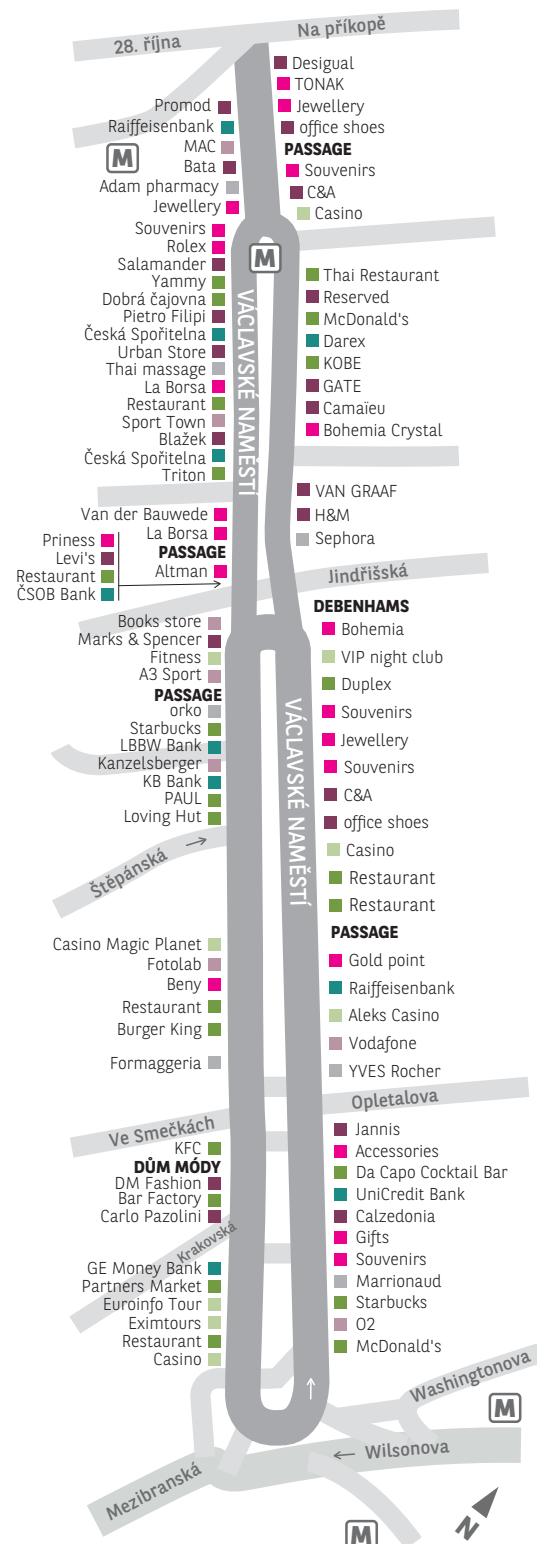 28. října
Na příkopě
Desigual
TONAK
Jewellery
office shoes
PASSAGE
Souvenirs
C&A
Casino
Promod
Raiffeisenbank
MAC
M
Bata
Adam pharmacy
Jewellery
Souvenirs
Rolex
Salamander
Yammy
Dobrá čajovna
Pietro Filipi
Česká Spořitelna
Urban Store
Thai massage
La Borsa
Restaurant
Sport Town
Blažek
Česká Spořitelna
Triton
M
VÁCLAVSKÉ NAMĚSTÍ
Thai Restaurant
Reserved
McDonald's
Darex
KOBE
GATE
Camaïeu
Bohemia Crystal
VAN GRAAF
H&M
Sephora
Van der Bauwede
La Borsa
PASSAGE
Altman
Priness
Levi's
Restaurant
ČSOB Bank
Jindřišská
Books store
Marks & Spencer
Fitness
A3 Sport
PASSAGE
orko
Starbucks
LBBW Bank
Kanzelsberger
KB Bank
PAUL
Loving Hut
Štěpánská
VÁCLAVSKÉ NAMĚSTÍ
DEBENHAMS
Bohemia
VIP night club
Duplex
Souvenirs
Jewellery
Souvenirs
C&A
office shoes
Casino
Restaurant
Restaurant
PASSAGE
Gold point
Raiffeisenbank
Aleks Casino
Vodafone
YVES Rocher
Casino Magic Planet
Fotolab
Beny
Restaurant
Burger King
Formaggeria
Opletalova
Ve Smečkách
KFC
DŮM MÓDY
DM Fashion
Bar Factory
Carlo Pazolini
Krakovská
GE Money Bank
Partners Market
Euroinfo Tour
Eximtours
Restaurant
Casino
Jannis
Accessories
Da Capo Cocktail Bar
UniCredit Bank
Calzedonia
Gifts
Souvenirs
Marrionaud
Starbucks
O2
McDonald's
Washingtonova
M
Wilsonova
Mezibranská
M
N